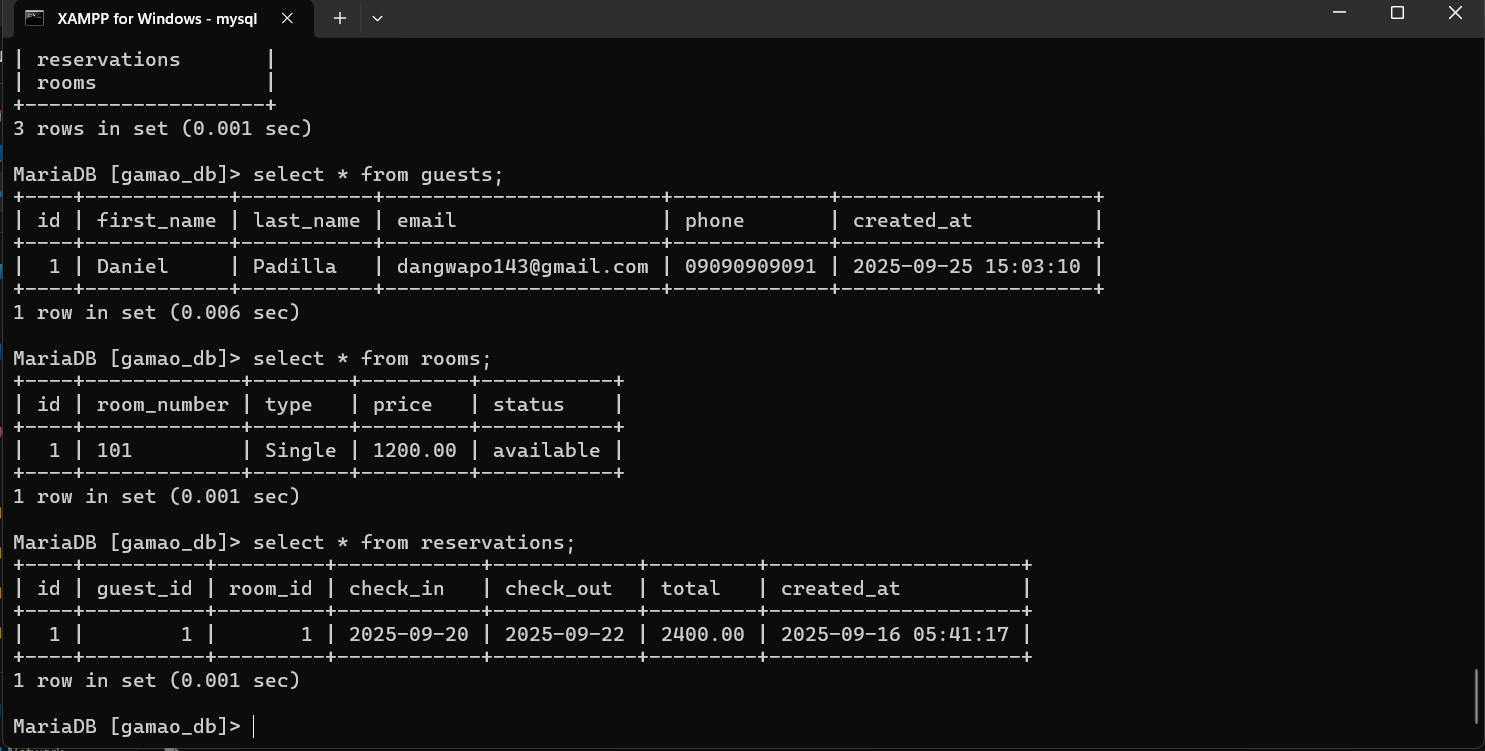 XAMPP for Windows - mysql
| reservations       |
| rooms              |
+--------------------+
3 rows in set (0.001 sec)
MariaDB [gamao_db]> select * from guests;
+----+------------+-----------+-----------------------+-------------+---------------------+
| id | first_name | last_name | email                 | phone       | created_at          |
+----+------------+-----------+-----------------------+-------------+---------------------+
|  1 | Daniel     | Padilla   | dangwapo143@gmail.com | 09090909091 | 2025-09-25 15:03:10 |
+----+------------+-----------+-----------------------+-------------+---------------------+
1 row in set (0.006 sec)
MariaDB [gamao_db]> select * from rooms;
+----+-------------+--------+---------+-----------+
| id | room_number | type   | price   | status    |
+----+-------------+--------+---------+-----------+
|  1 | 101         | Single | 1200.00 | available |
+----+-------------+--------+---------+-----------+
1 row in set (0.001 sec)
MariaDB [gamao_db]> select * from reservations;
+----+----------+---------+------------+------------+---------+---------------------+
| id | guest_id | room_id | check_in   | check_out  | total   | created_at          |
+----+----------+---------+------------+------------+---------+---------------------+
|  1 |        1 |       1 | 2025-09-20 | 2025-09-22 | 2400.00 | 2025-09-16 05:41:17 |
+----+----------+---------+------------+------------+---------+---------------------+
1 row in set (0.001 sec)
MariaDB [gamao_db]>